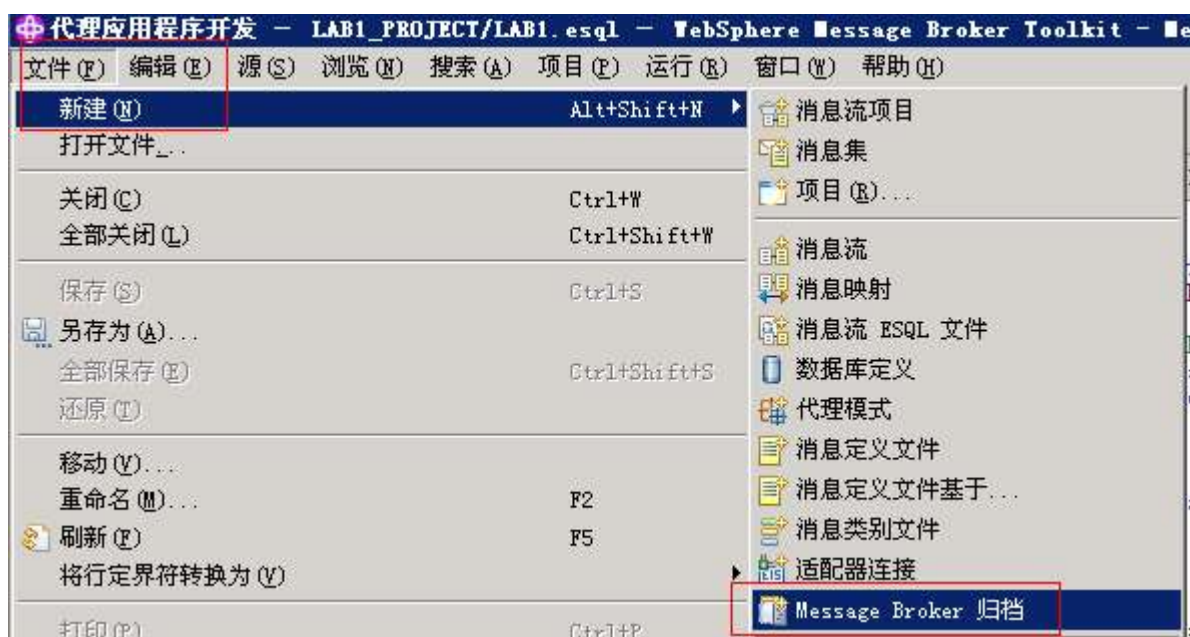 代理应用程序开发 - LAB1_PROJECT/LAB1.esql - WebSphere Message Broker Toolkit - Me
文件(F) 编辑(E) 源(S) 浏览(N) 搜索(A) 项目(P) 运行(R) 窗口(W) 帮助(H)
新建(N) Alt+Shift+N
打开文件_...
关闭(C) Ctrl+W
全部关闭(L) Ctrl+Shift+W
保存(S) Ctrl+S
另存为(A)...
全部保存(E) Ctrl+Shift+S
还原(T)
移动(V)...
重命名(M)... F2
刷新(F) F5
将行定界符转换为(V)
打印(P) Ctrl+P
消息流项目
消息集
项目(R)...
消息流
消息映射
消息流 ESQL 文件
数据库定义
代理模式
消息定义文件
消息定义文件基于...
消息类别文件
适配器连接
Message Broker 归档